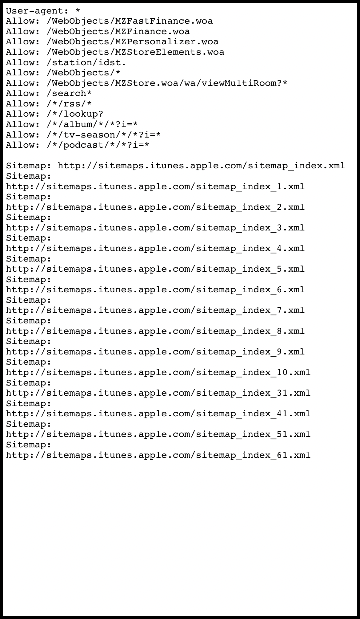 User-agent: *
Allow: /WebObjects/MZFastFinance.woa
Allow: /WebObjects/MZFinance.woa
Allow: /WebObjects/MZPersonalizer.woa
Allow: /WebObjects/MZStoreElements.woa
Allow: /station/idst.
Allow: /WebObjects/*
Allow: /WebObjects/MZStore.woa/wa/viewMultiRoom?*
Allow: /search*
Allow: /*/rss/*
Allow: /*/lookup?
Allow: /*/album/*/*?i=*
Allow: /*/tv-season/*/*?i=*
Allow: /*/podcast/*/*?i=*

Sitemap: http://sitemaps.itunes.apple.com/sitemap_index.xml
Sitemap:
http://sitemaps.itunes.apple.com/sitemap_index_1.xml
Sitemap:
http://sitemaps.itunes.apple.com/sitemap_index_2.xml
Sitemap:
http://sitemaps.itunes.apple.com/sitemap_index_3.xml
Sitemap:
http://sitemaps.itunes.apple.com/sitemap_index_4.xml
Sitemap:
http://sitemaps.itunes.apple.com/sitemap_index_5.xml
Sitemap:
http://sitemaps.itunes.apple.com/sitemap_index_6.xml
Sitemap:
http://sitemaps.itunes.apple.com/sitemap_index_7.xml
Sitemap:
http://sitemaps.itunes.apple.com/sitemap_index_8.xml
Sitemap:
http://sitemaps.itunes.apple.com/sitemap_index_9.xml
Sitemap:
http://sitemaps.itunes.apple.com/sitemap_index_10.xml
Sitemap:
http://sitemaps.itunes.apple.com/sitemap_index_31.xml
Sitemap:
http://sitemaps.itunes.apple.com/sitemap_index_41.xml
Sitemap:
http://sitemaps.itunes.apple.com/sitemap_index_51.xml
Sitemap:
http://sitemaps.itunes.apple.com/sitemap_index_61.xml